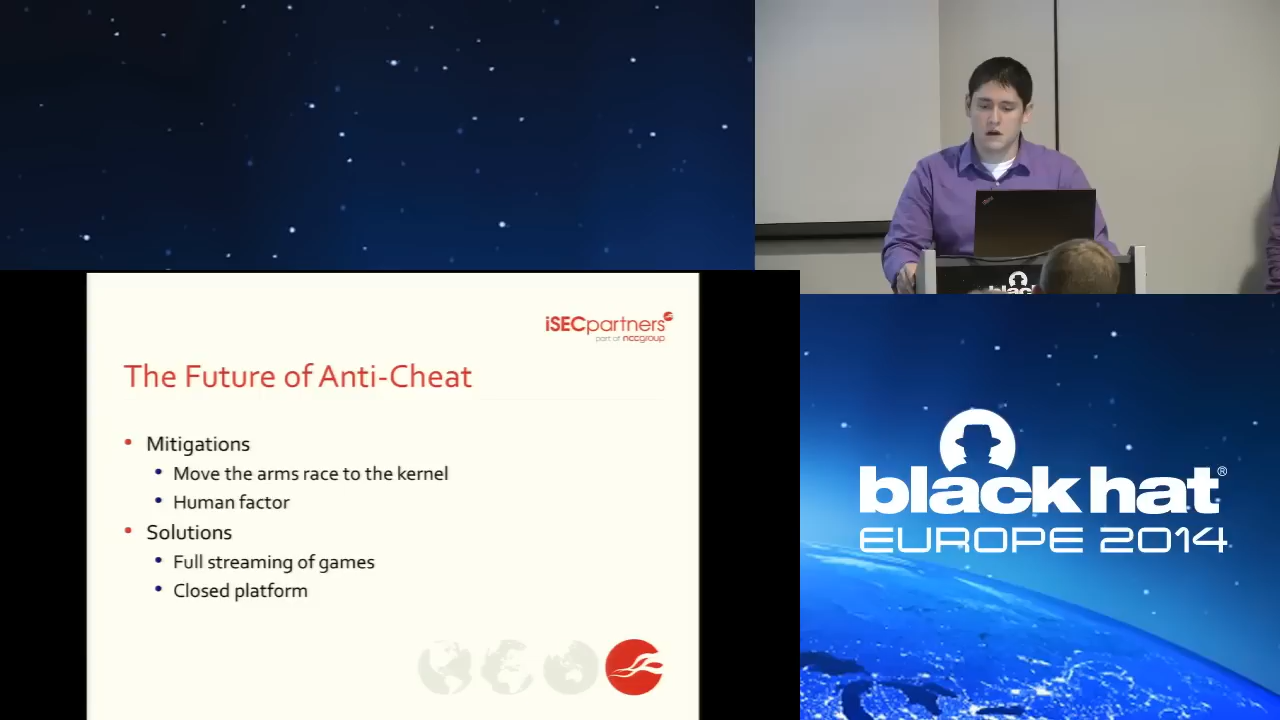 iSECpartners
part of nccgroup
The Future of Anti-Cheat
• Mitigations
• Move the arms race to the kernel
• Human factor
• Solutions
• Full streaming of games
• Closed platform
black hat®
EUROPE 2014